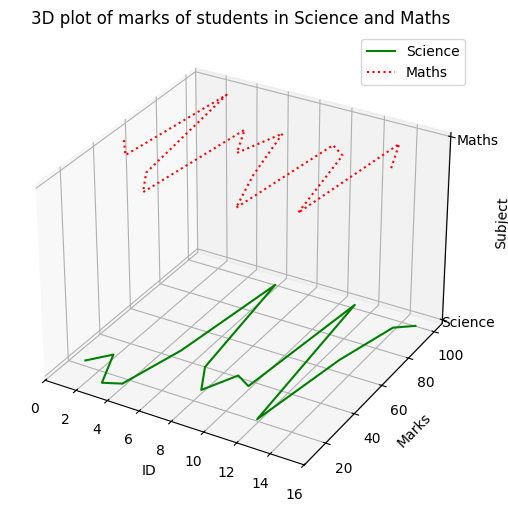 3D plot of marks of students in Science and Maths
Science
Maths
Maths
Subject
Science
100
80
60
40
20
Marks
0
2
4
6
8
10
12
14
16
ID